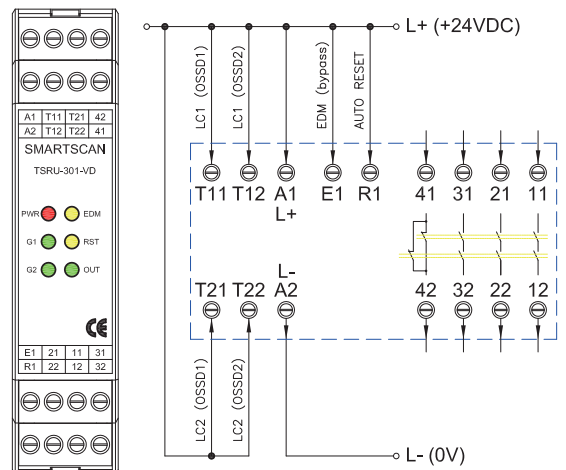 A1 T11 T21 42
A2 T12 T22 41
SMARTSCAN
TSRU-301-VD
PWR EDM
G1 RST
G2 OUT
CE
E1 21 11 31
R1 22 12 32
L+ (+24VDC)
LC1 (OSSD1)
LC1 (OSSD2)
EDM (bypass)
AUTO RESET
T11 T12 A1 E1 R1 41 31 21 11
L+
L-
T21 T22 A2 42 32 22 12
LC2 (OSSD1)
LC2 (OSSD2)
L- (0V)